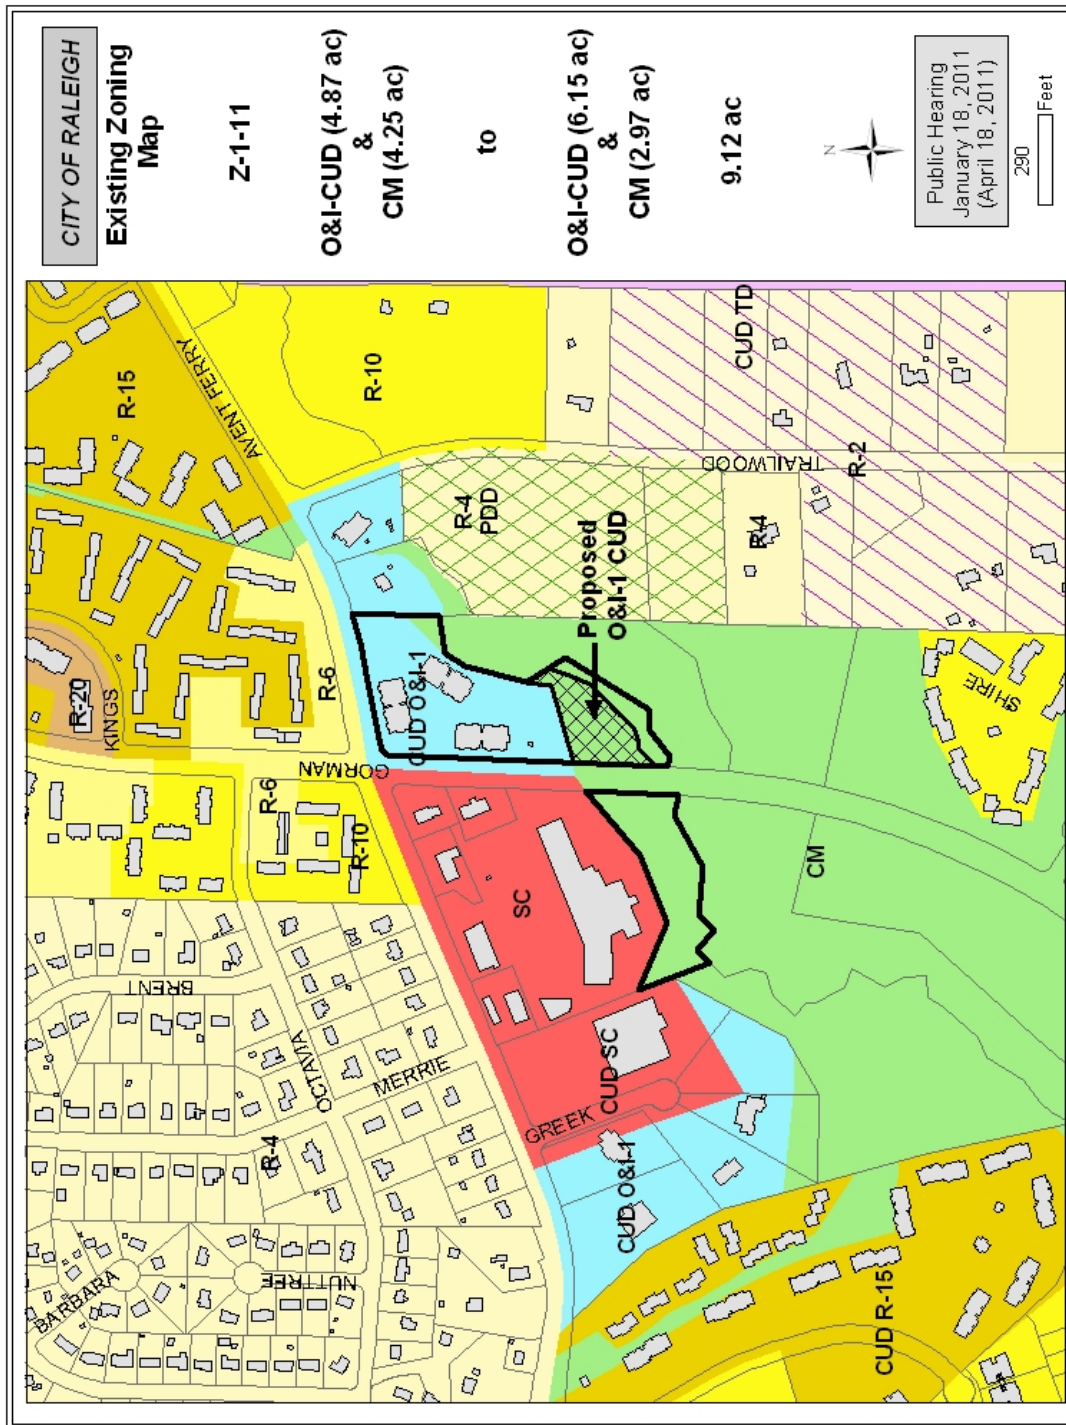 CITY OF RALEIGH
Existing Zoning
Map
Z-1-11
O&I-CUD (4.87 ac)
&
CM (4.25 ac)
to
O&I-CUD (6.15 ac)
&
CM (2.97 ac)
9.12 ac
N
Public Hearing
January 18, 2011
(April 18, 2011)
290
Feet
R-15
AVENT FERRY
R-10
R-20
KINGS
R-6
GORMAN
CUD O&I-1
R-4
PDD
Proposed
O&I-1 CUD
TRAILWOOD
R-4
R-2
CUD TD
SHIRE
R-6
R-10
SC
CM
BRENT
OCTAVIA
MERRIE
R-4
GREEK
CUD SC
CUD O&I-1
BARBARA
NUTTREE
CUD R-15